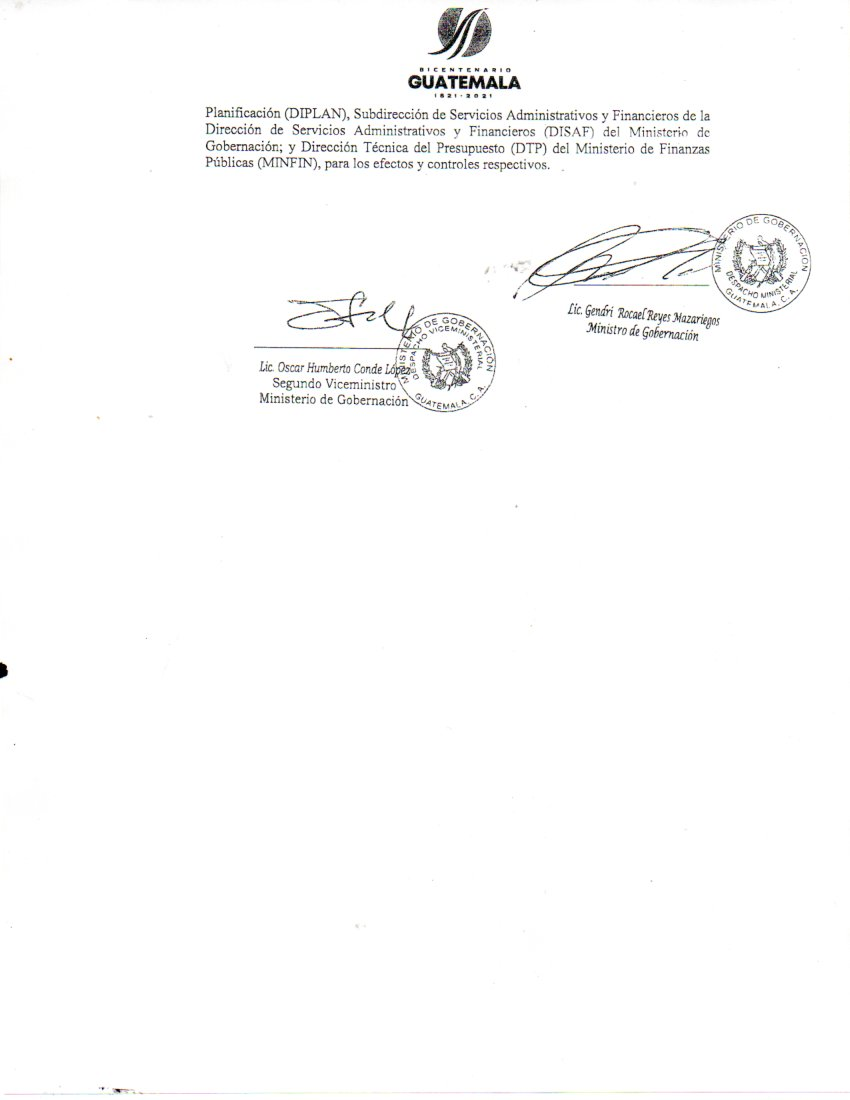 BICENTENARIO
GUATEMALA
1821-2021
Planificación (DIPLAN), Subdirección de Servicios Administrativos y Financieros de la
Dirección de Servicios Administrativos y Financieros (DISAF) del Ministerio de
Gobernación; y Dirección Técnica del Presupuesto (DTP) del Ministerio de Finanzas
Públicas (MINFIN), para los efectos y controles respectivos.
MINISTERIO DE GOBERNACIÓN
DESPACHO MINISTERIAL
GUATEMALA, C. A.
Lic. Gendri Rocael Reyes Mazariegos
Ministro de Gobernación
MINISTERIO DE GOBERNACIÓN
DESPACHO VICEMINISTERIAL
GUATEMALA, C. A.
Lic. Oscar Humberto Conde López
Segundo Viceministro
Ministerio de Gobernación